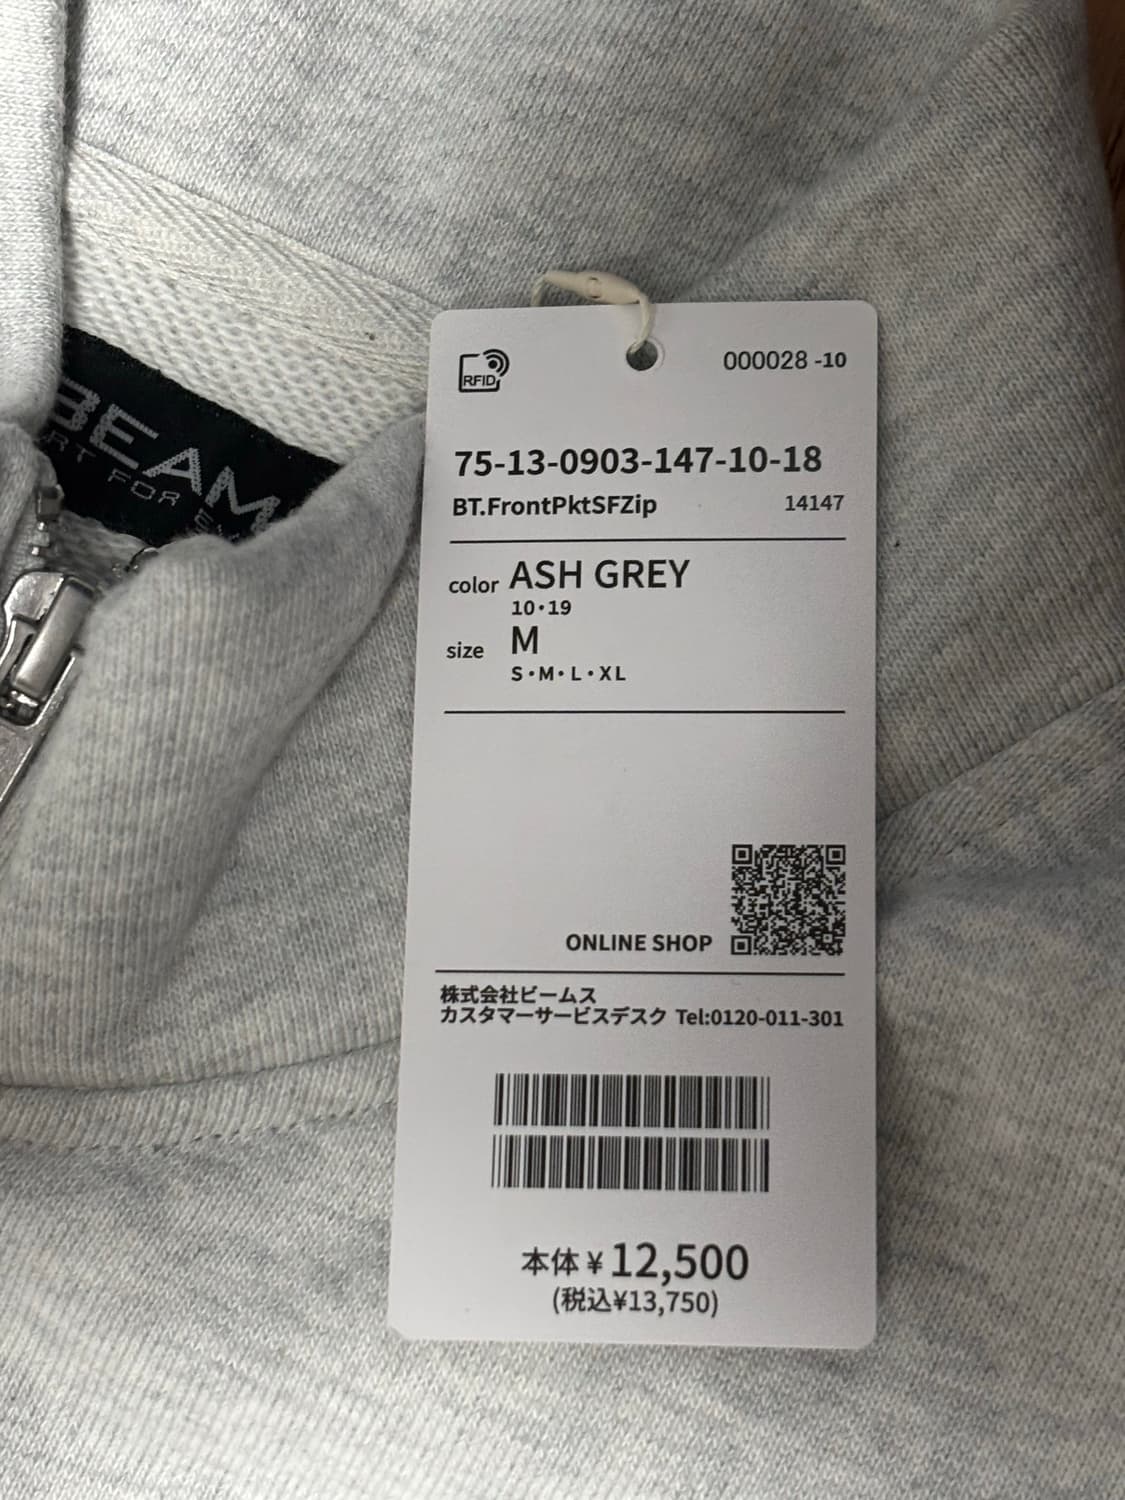 BEAM
RT FOR
RFID
000028 -10
75-13-0903-147-10-18
BT.FrontPktSFZip 14147
color ASH GREY
10・19
size M
S・M・L・XL
ONLINE SHOP
株式会社ビームス
カスタマーサービスデスク Tel:0120-011-301
本体 ¥ 12,500
(税込¥13,750)